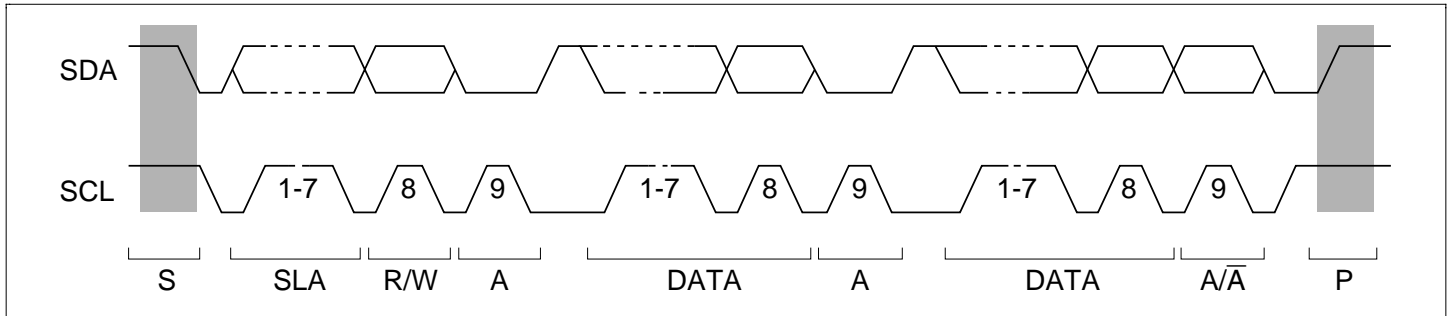 SDA
SCL 1-7 8 9 1-7 8 9 1-7 8 9
S SLA R/W A DATA A DATA A/A̅ P